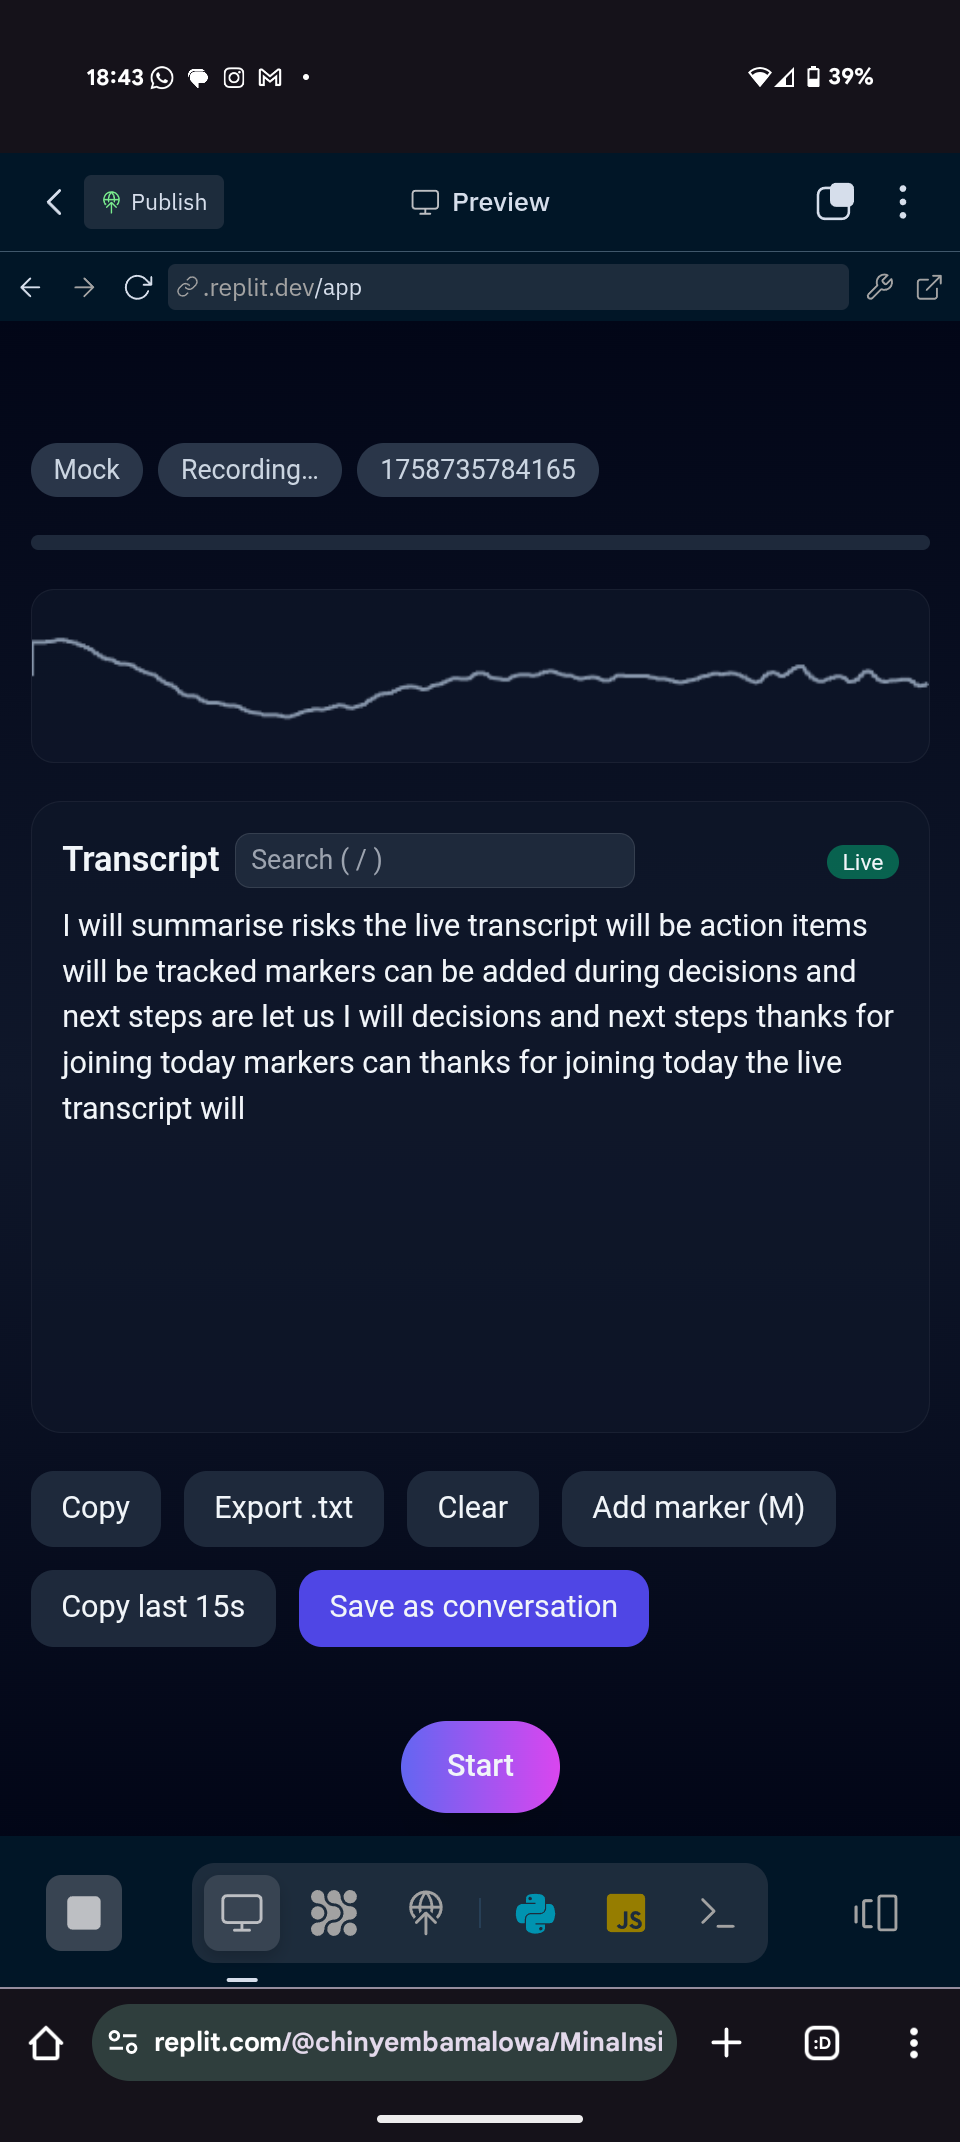 18:43
39%
Publish
Preview
.replit.dev/app
Mock
Recording...
1758735784165
Transcript
Search ( / )
Live
I will summarise risks the live transcript will be action items
will be tracked markers can be added during decisions and
next steps are let us I will decisions and next steps thanks for
joining today markers can thanks for joining today the live
transcript will
Copy
Export .txt
Clear
Add marker (M)
Copy last 15s
Save as conversation
Start
JS
replit.com/@chinyembamalowa/MinaInsi
:D